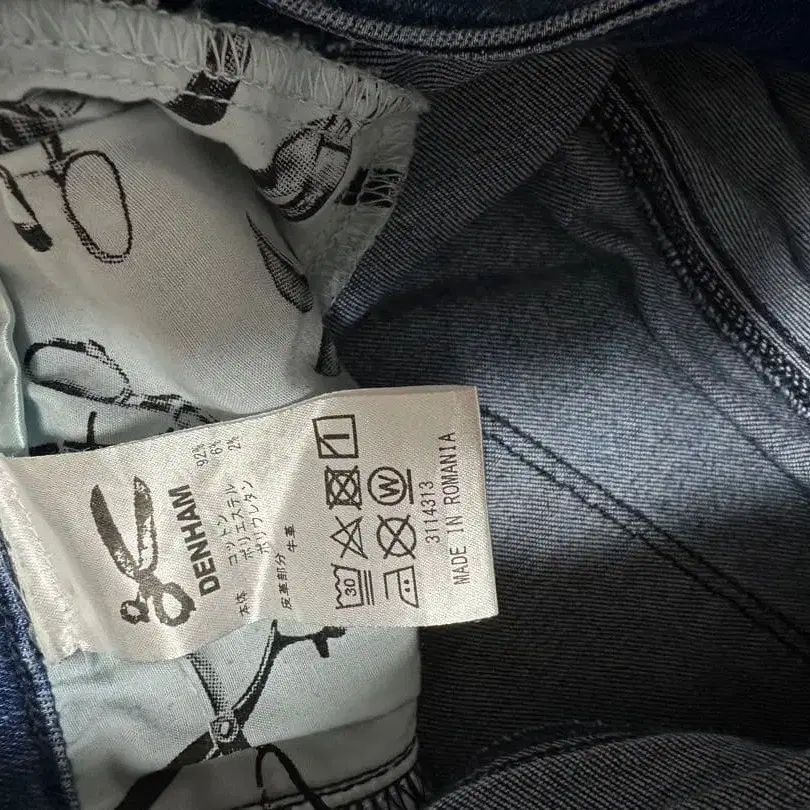 DENHAM
本体 コットン 92%
ポリエステル 6%
ポリウレタン 2%
皮革部分 牛革
30
W
3114313
MADE IN ROMANIA